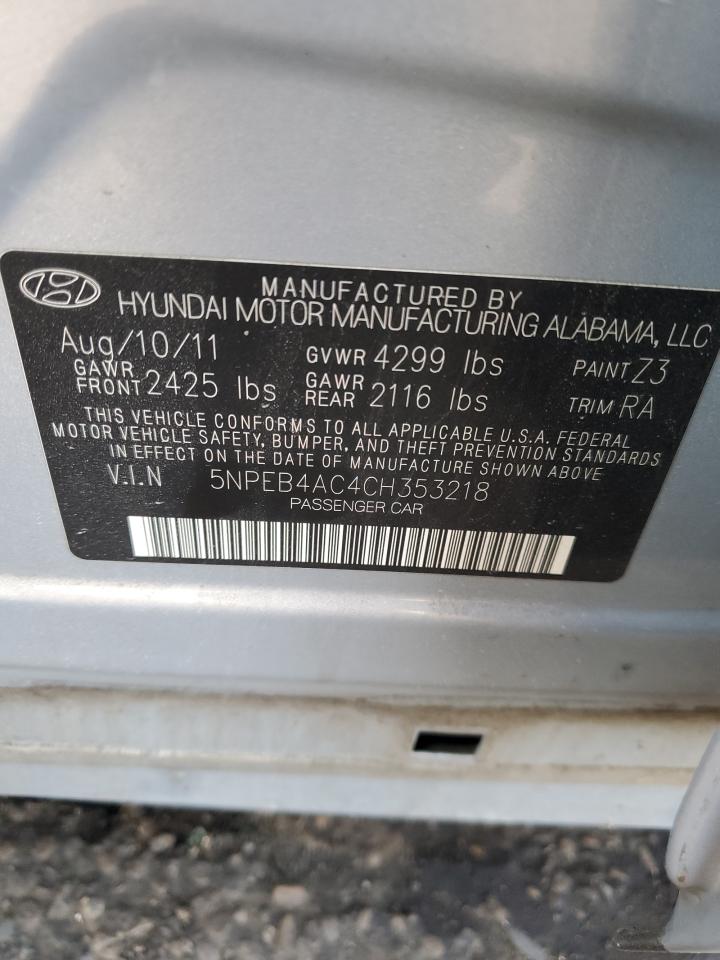 MANUFACTURED BY
HYUNDAI MOTOR MANUFACTURING ALABAMA, LLC
Aug/10/11 GVWR 4299 lbs PAINT Z3
GAWR FRONT 2425 lbs GAWR REAR 2116 lbs TRIM RA
THIS VEHICLE CONFORMS TO ALL APPLICABLE U.S.A. FEDERAL
MOTOR VEHICLE SAFETY, BUMPER, AND THEFT PREVENTION STANDARDS
IN EFFECT ON THE DATE OF MANUFACTURE SHOWN ABOVE
V.I.N 5NPEB4AC4CH353218
PASSENGER CAR